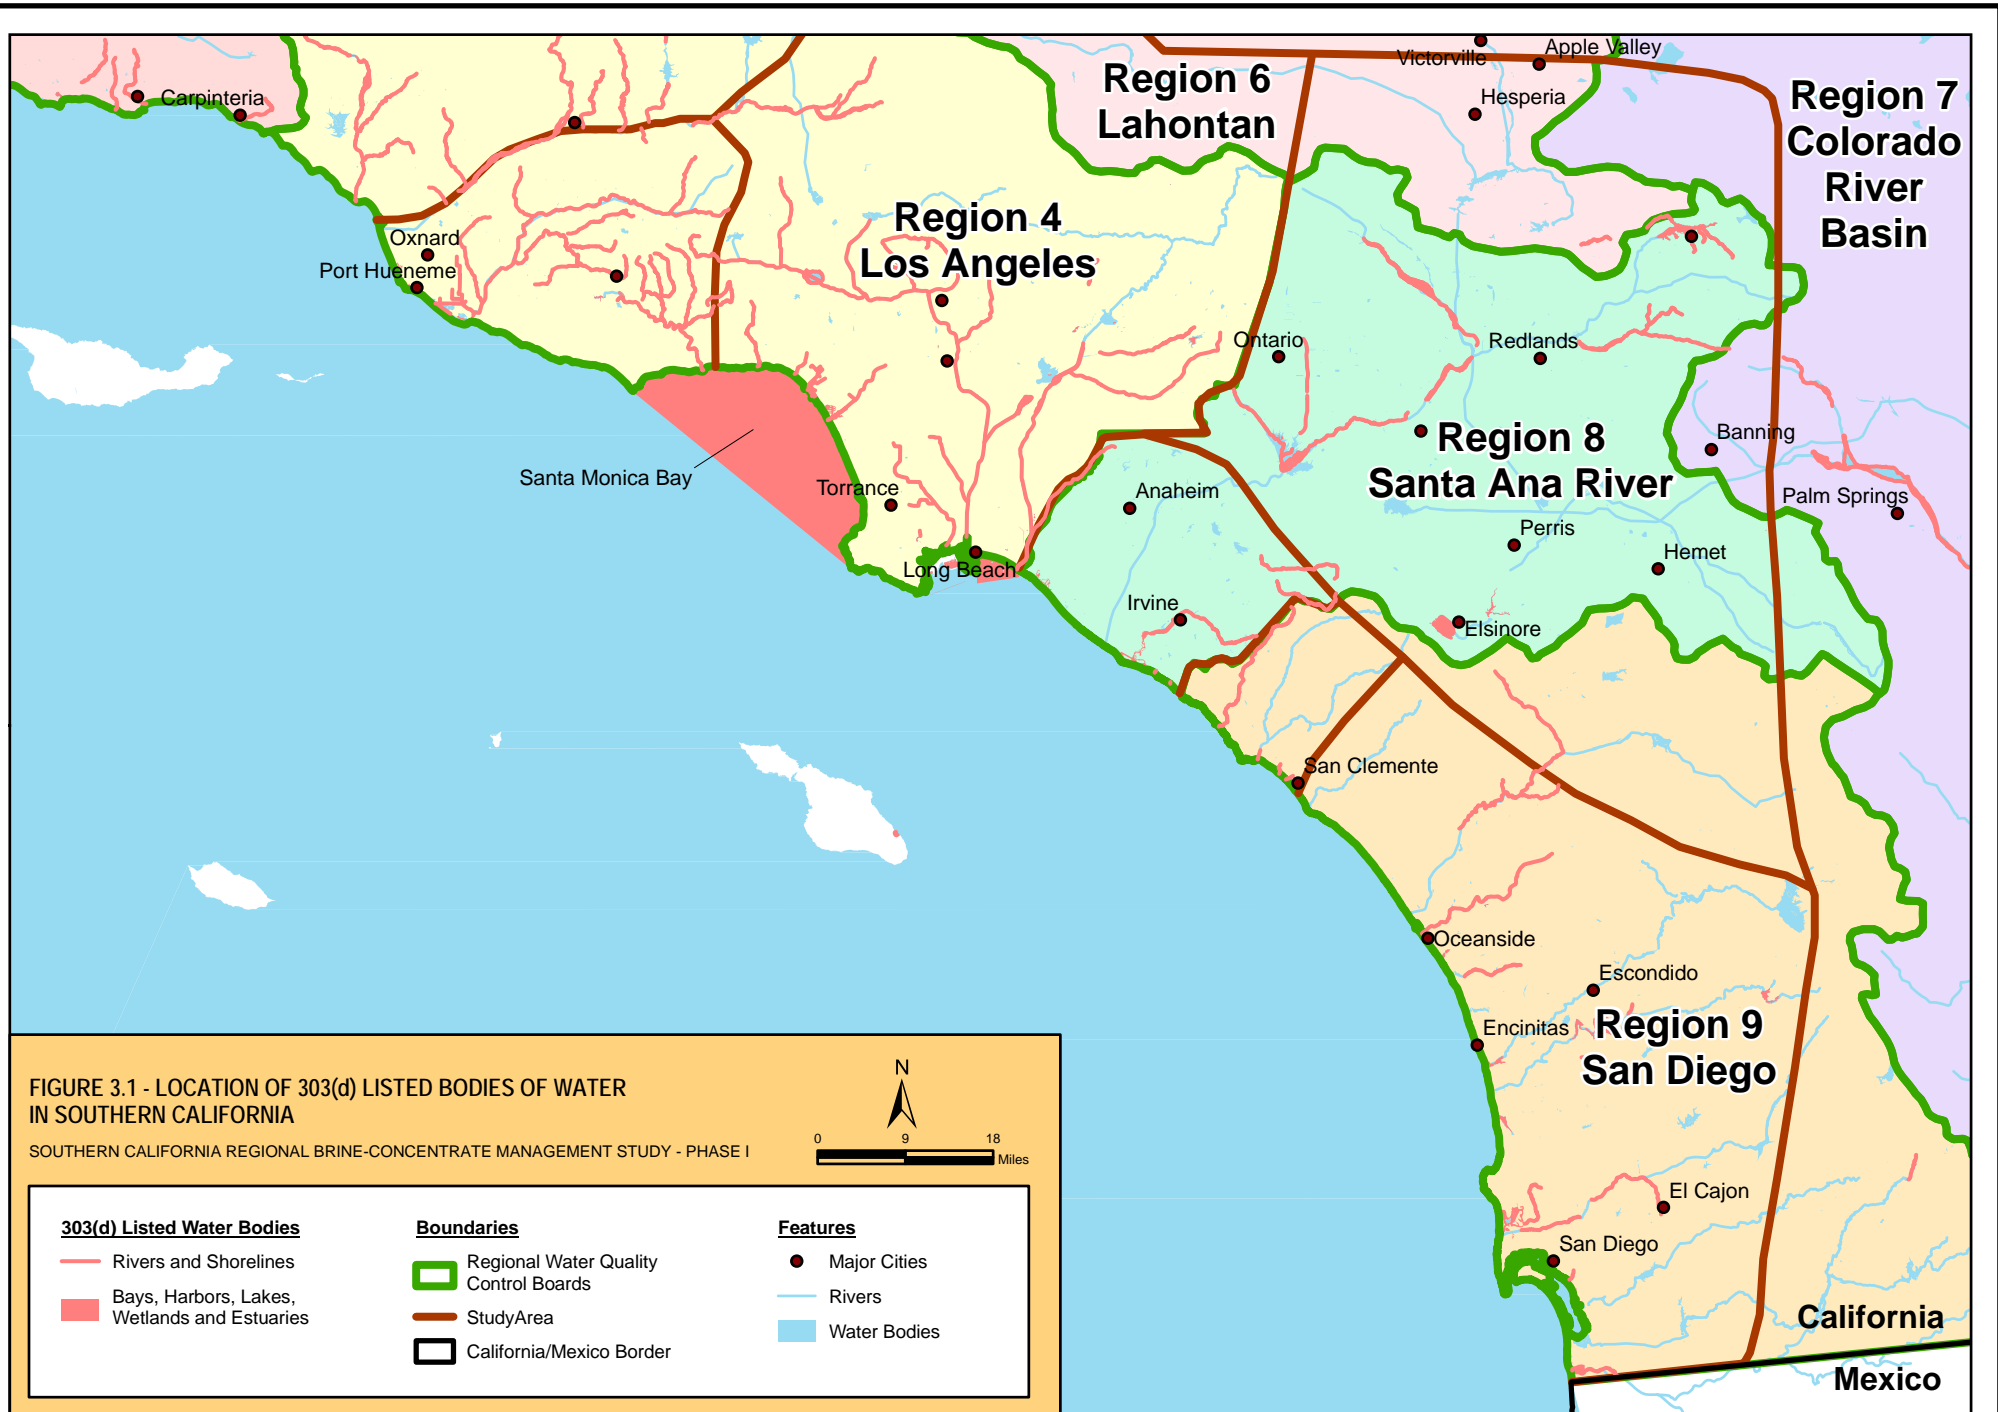 Victorville
Apple Valley
Region 6
Lahontan
Hesperia
Region 7
Colorado
River
Basin
Carpinteria
Region 4
Los Angeles
Oxnard
Port Hueneme
Ontario
Redlands
Region 8
Santa Ana River
Banning
Santa Monica Bay
Torrance
Anaheim
Palm Springs
Perris
Hemet
Long Beach
Irvine
Elsinore
San Clemente
Oceanside
Escondido
Encinitas
Region 9
San Diego
El Cajon
San Diego
California
Mexico
FIGURE 3.1 - LOCATION OF 303(d) LISTED BODIES OF WATER
IN SOUTHERN CALIFORNIA
SOUTHERN CALIFORNIA REGIONAL BRINE-CONCENTRATE MANAGEMENT STUDY - PHASE I
N
0 9 18
Miles
303(d) Listed Water Bodies
Rivers and Shorelines
Bays, Harbors, Lakes,
Wetlands and Estuaries
Boundaries
Regional Water Quality
Control Boards
StudyArea
California/Mexico Border
Features
Major Cities
Rivers
Water Bodies